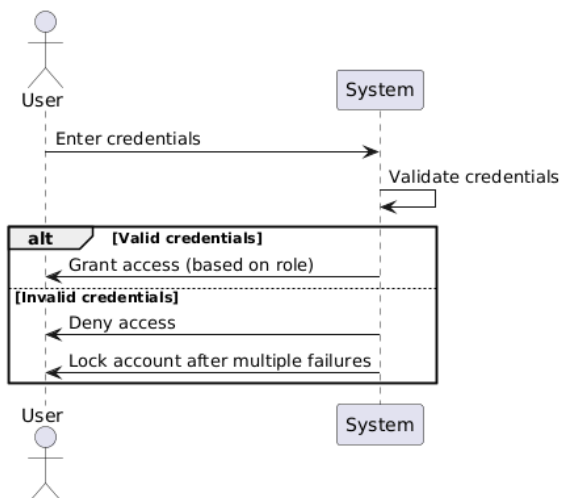 User
System
Enter credentials
Validate credentials
alt [Valid credentials]
Grant access (based on role)
[Invalid credentials]
Deny access
Lock account after multiple failures
User
System